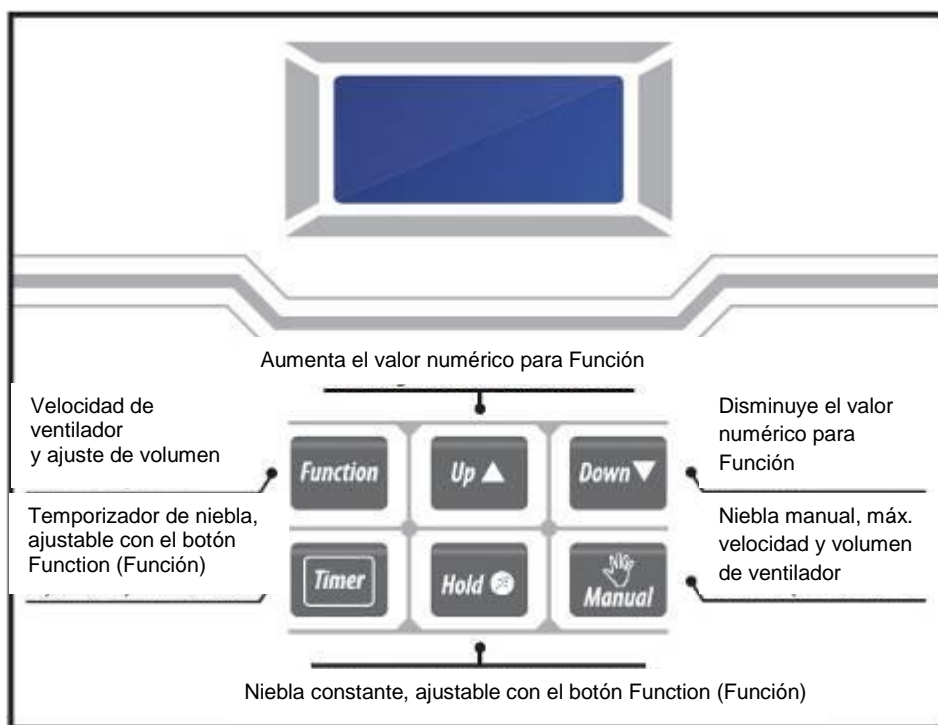 Aumenta el valor numérico para Función
Velocidad de
ventilador
y ajuste de volumen
Disminuye el valor
numérico para
Función
Function
Up ▲
Down ▼
Temporizador de niebla,
ajustable con el botón
Function (Función)
Niebla manual, máx.
velocidad y volumen
de ventilador
Timer
Hold
Manual
Niebla constante, ajustable con el botón Function (Función)